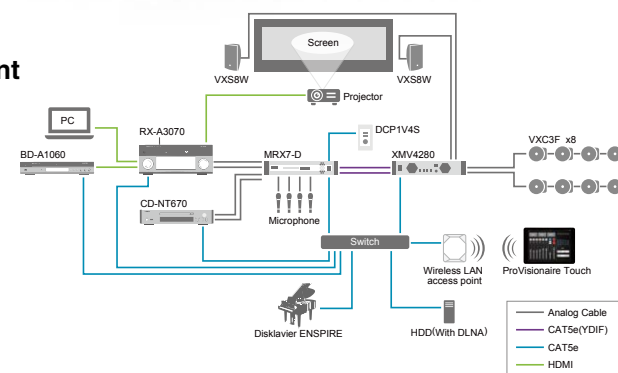 nt
Screen
VXS8W
VXS8W
Projector
PC
RX-A3070
DCP1V4S
BD-A1060
MRX7-D
XMV4280
VXC3F x8
CD-NT670
Microphone
Switch
Wireless LAN
access point
ProVisionaire Touch
Disklavier ENSPIRE
HDD(With DLNA)
Analog Cable
CAT5e(YDIF)
CAT5e
HDMI